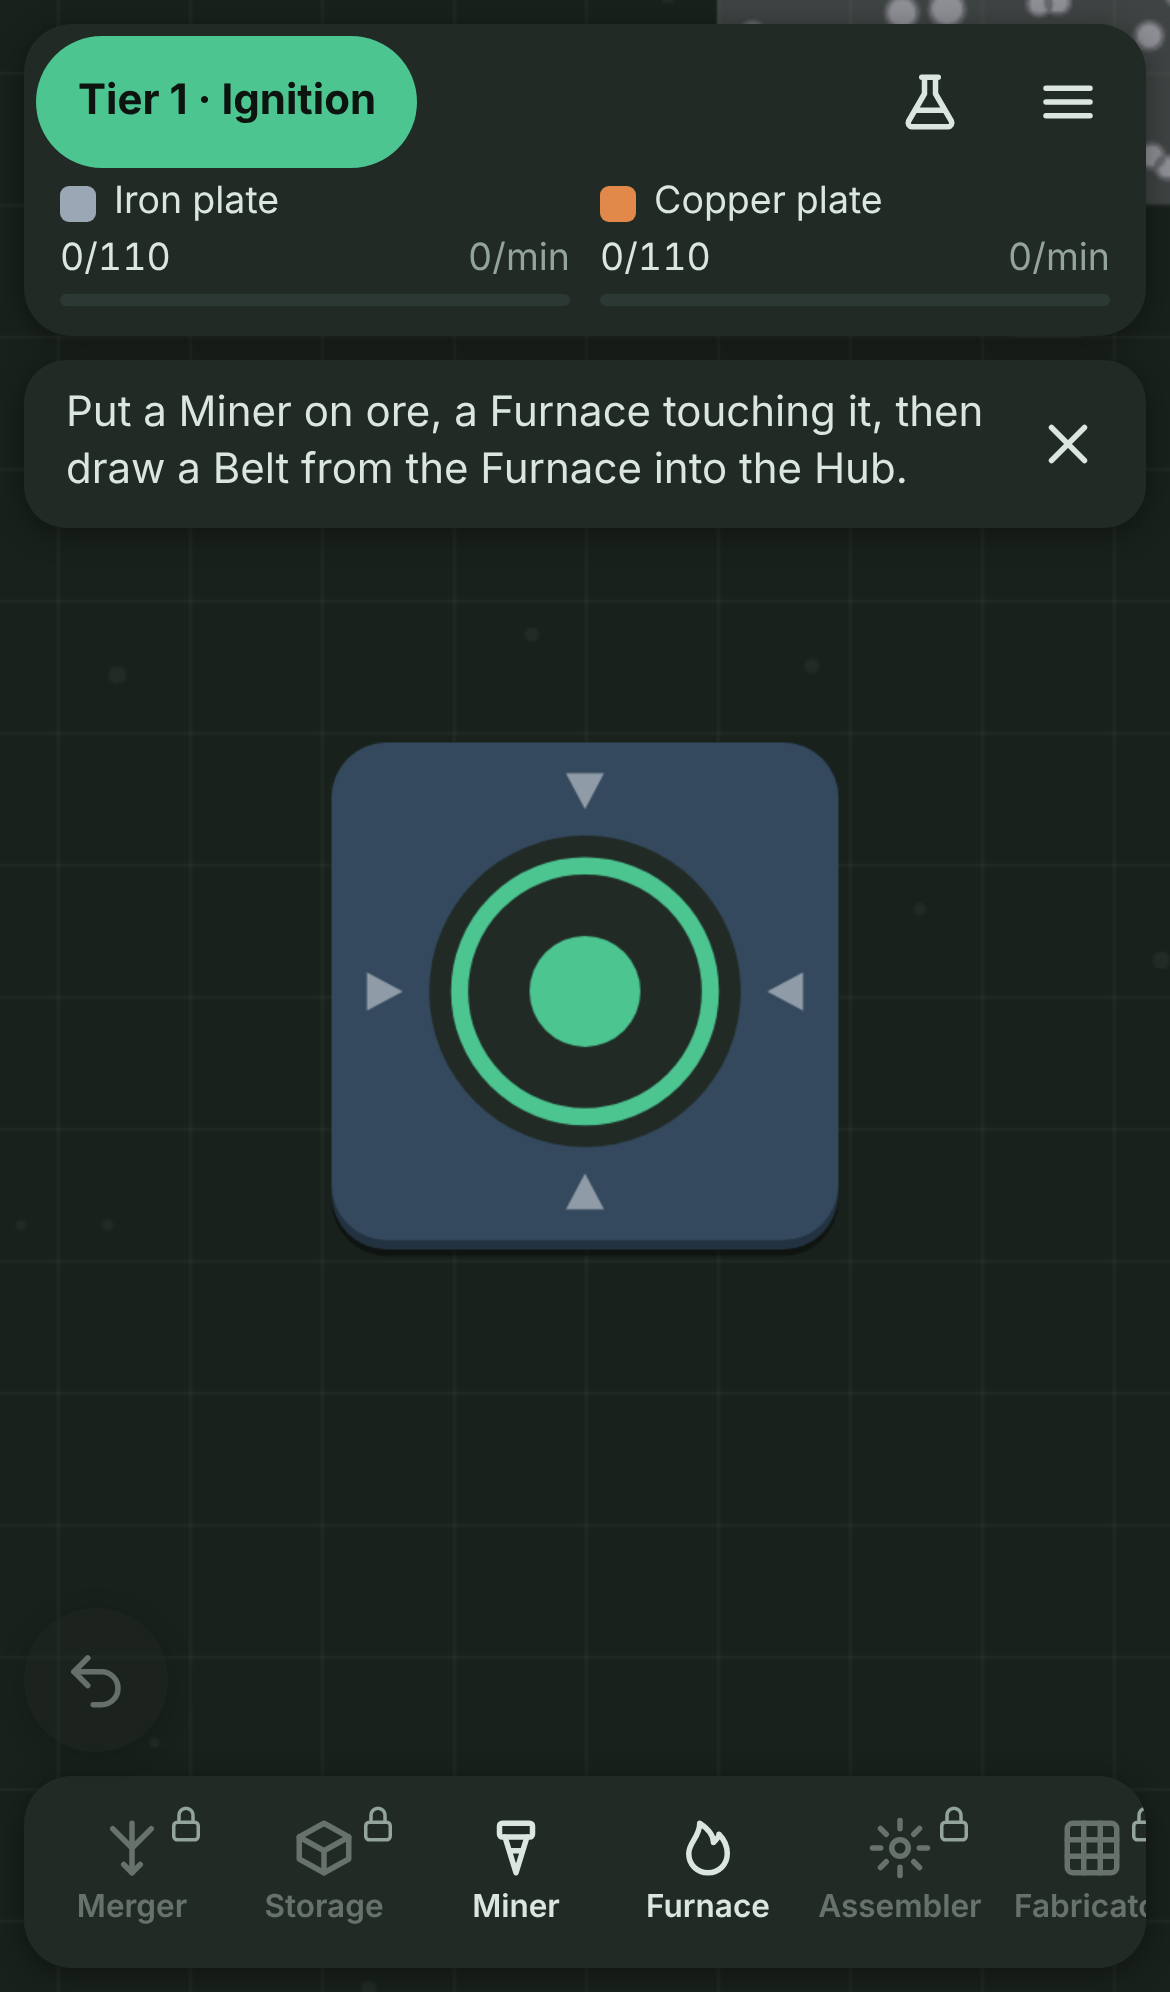 Tier 1 · Ignition
Iron plate
0/110 0/min
Copper plate
0/110 0/min
Put a Miner on ore, a Furnace touching it, then
draw a Belt from the Furnace into the Hub.
Merger
Storage
Miner
Furnace
Assembler